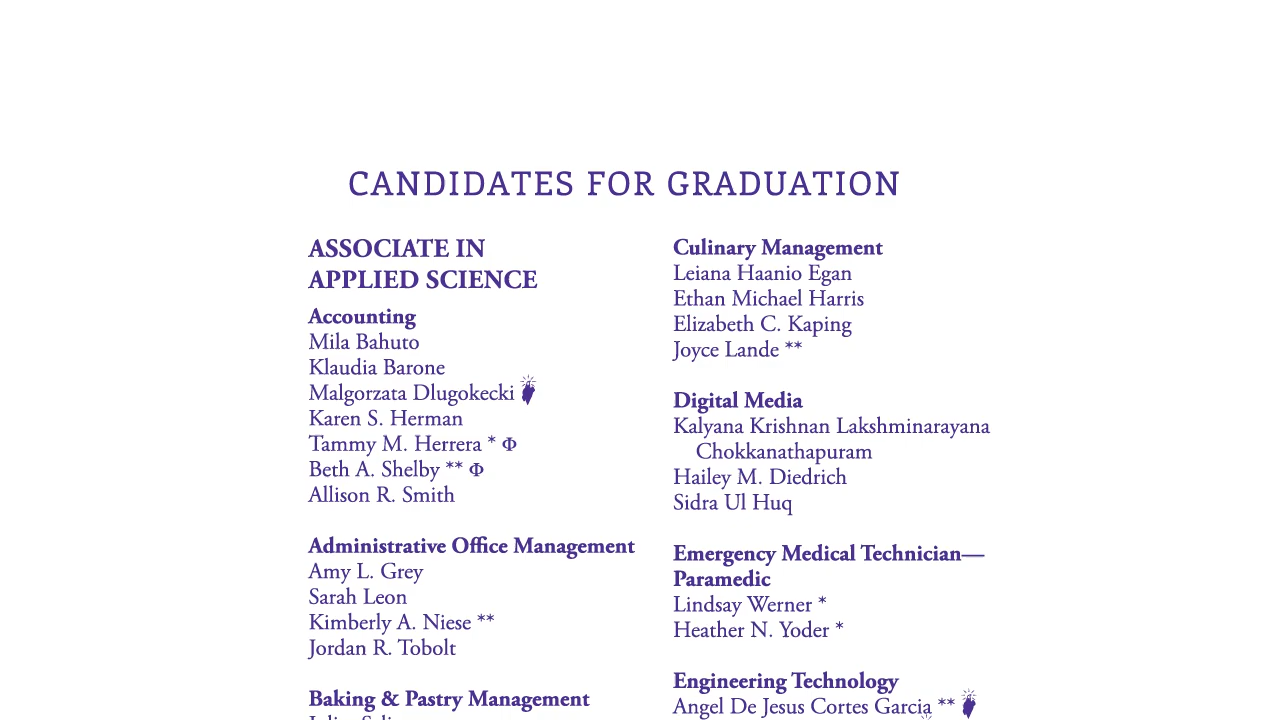 CANDIDATES FOR GRADUATION
ASSOCIATE IN
APPLIED SCIENCE
Accounting
Mila Bahuto
Klaudia Barone
Malgorzata Dlugokecki
Karen S. Herman
Tammy M. Herrera * Φ
Beth A. Shelby ** Φ
Allison R. Smith
Administrative Office Management
Amy L. Grey
Sarah Leon
Kimberly A. Niese **
Jordan R. Tobolt
Baking & Pastry Management
Culinary Management
Leiana Haanio Egan
Ethan Michael Harris
Elizabeth C. Kaping
Joyce Lande **
Digital Media
Kalyana Krishnan Lakshminarayana
Chokkanathapuram
Hailey M. Diedrich
Sidra Ul Huq
Emergency Medical Technician—
Paramedic
Lindsay Werner *
Heather N. Yoder *
Engineering Technology
Angel De Jesus Cortes Garcia **